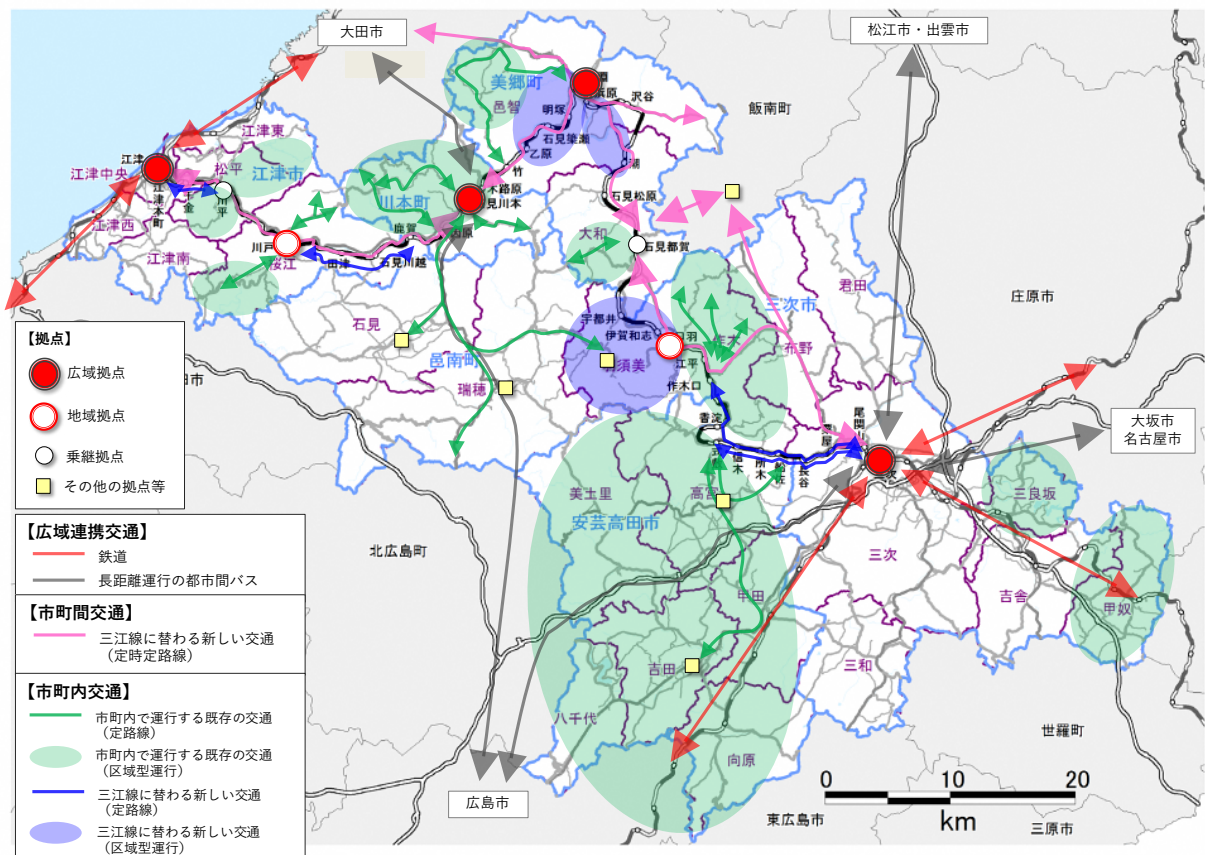 大田市
松江市・出雲市
美郷町
浜原
沢谷
飯南町
邑智
明塚
石見簗瀬
乙原
江津東
江津
江津中央
松平
江津市
潮
竹
木路原
石見松原
江津本町
千金
川平
川本町
江津西
川戸
鹿賀
因原
大和
石見都賀
江津南
桜江
田津
石見川越
君田
三次市
庄原市
石見
宇都井
伊賀和志
口羽
作木
布野
江平
邑南町
瑞穂
作木口
香淀
尾関山
大坂市
名古屋市
信木
所木
船佐
長谷
美土里
高宮
安芸高田市
三良坂
北広島町
三次
甲田
吉舎
甲奴
吉田
三和
八千代
向原
世羅町
広島市
東広島市
三原市
0
10
20
km
【拠点】
広域拠点
地域拠点
乗継拠点
その他の拠点等
【広域連携交通】
鉄道
長距離運行の都市間バス
【市町間交通】
三江線に替わる新しい交通
(定時定路線)
【市町内交通】
市町内で運行する既存の交通
(定路線)
市町内で運行する既存の交通
(区域型運行)
三江線に替わる新しい交通
(定路線)
三江線に替わる新しい交通
(区域型運行)